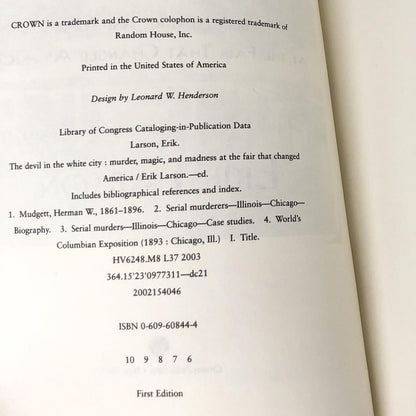 CROWN is a trademark and the Crown colophon is a registered trademark of
Random House, Inc.
Printed in the United States of America
Design by Leonard W. Henderson
Library of Congress Cataloging-in-Publication Data
Larson, Erik.
The devil in the white city : murder, magic, and madness at the fair that changed
America / Erik Larson.—ed.
Includes bibliographical references and index.
1. Mudgett, Herman W., 1861–1896. 2. Serial murderers—Illinois—Chicago—
Biography. 3. Serial murders—Illinois—Chicago—Case studies. 4. World's
Columbian Exposition (1893 : Chicago, Ill.) I. Title.
HV6248.M8 L37 2003
364.15'23'0977311—dc21
2002154046
ISBN 0-609-60844-4
10 9 8 7 6
First Edition